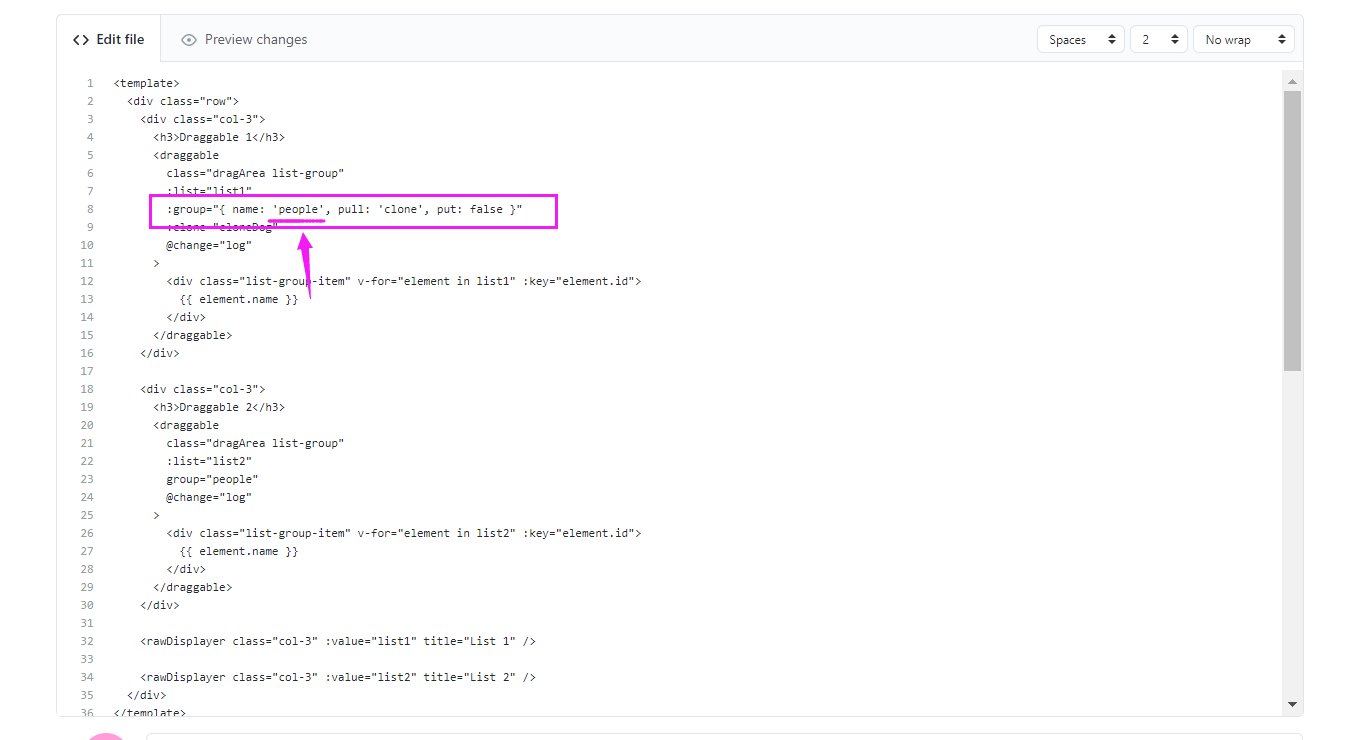 Edit file Preview changes Spaces 2 No wrap
1 <template>
2 <div class="row">
3 <div class="col-3">
4 <h3>Draggable 1</h3>
5 <draggable
6 class="dragArea list-group"
7 :list="list1"
8 :group="{ name: 'people', pull: 'clone', put: false }"
9 :clone="cloneDog"
10 @change="log"
11 >
12 <div class="list-group-item" v-for="element in list1" :key="element.id">
13 {{ element.name }}
14 </div>
15 </draggable>
16 </div>
17
18 <div class="col-3">
19 <h3>Draggable 2</h3>
20 <draggable
21 class="dragArea list-group"
22 :list="list2"
23 group="people"
24 @change="log"
25 >
26 <div class="list-group-item" v-for="element in list2" :key="element.id">
27 {{ element.name }}
28 </div>
29 </draggable>
30 </div>
31
32 <rawDisplayer class="col-3" :value="list1" title="List 1" />
33
34 <rawDisplayer class="col-3" :value="list2" title="List 2" />
35 </div>
36 </template>